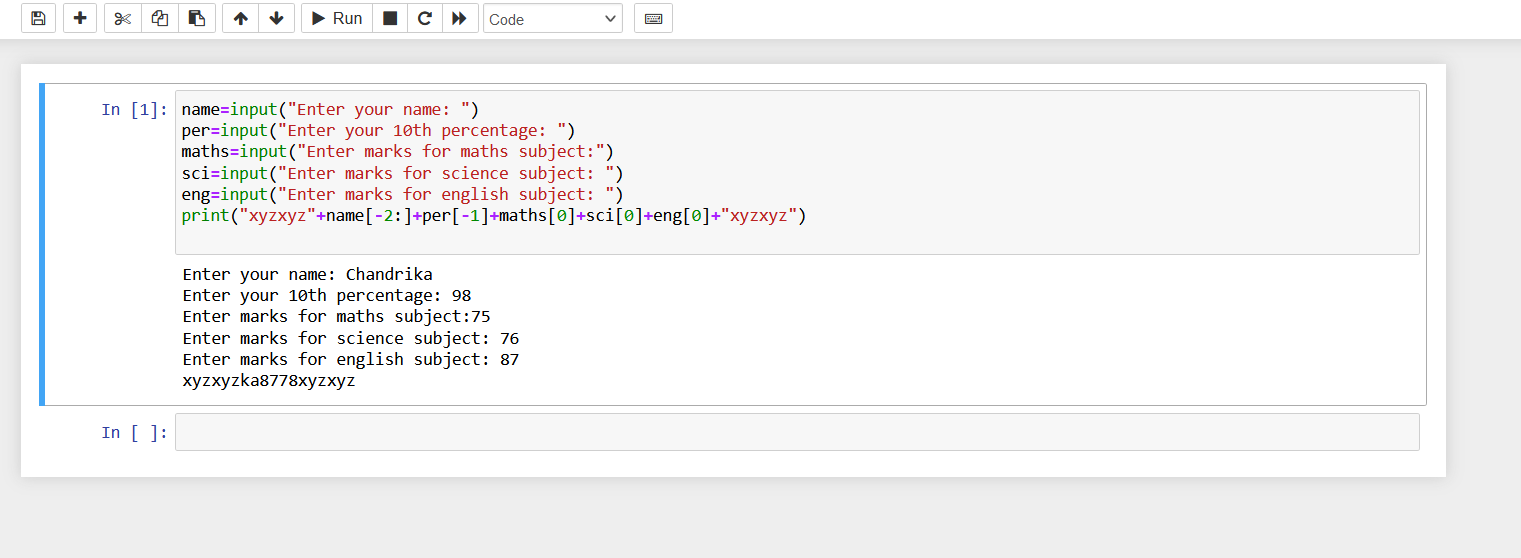 Run
Code
In [1]:
name=input("Enter your name: ")
per=input("Enter your 10th percentage: ")
maths=input("Enter marks for maths subject:")
sci=input("Enter marks for science subject: ")
eng=input("Enter marks for english subject: ")
print("xyzxyz"+name[-2:]+per[-1]+maths[0]+sci[0]+eng[0]+"xyzxyz")
Enter your name: Chandrika
Enter your 10th percentage: 98
Enter marks for maths subject:75
Enter marks for science subject: 76
Enter marks for english subject: 87
xyzxyzka8778xyzxyz
In [ ]: